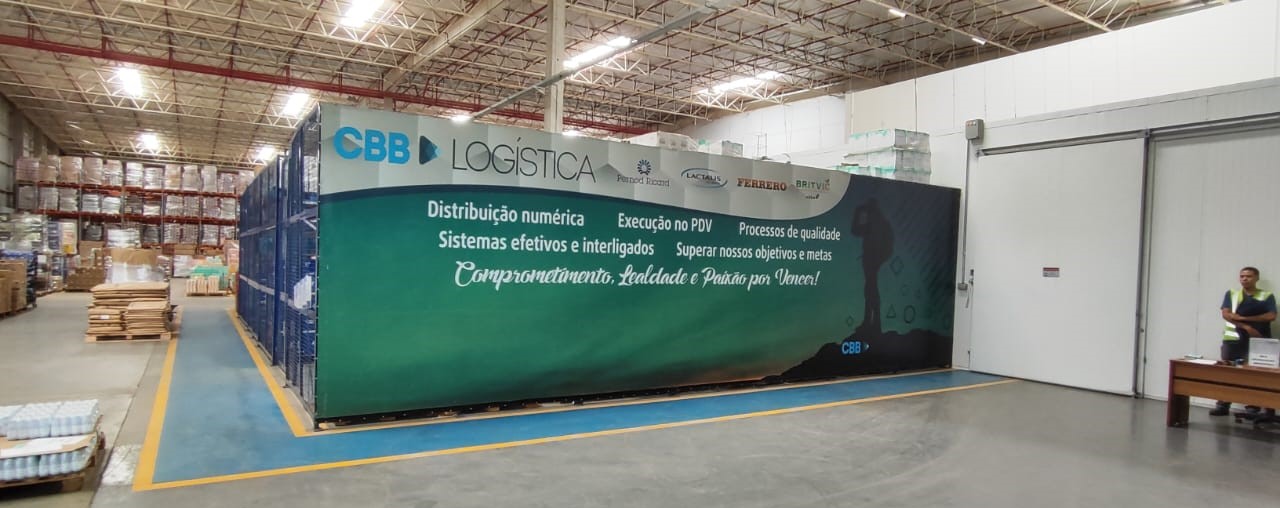 CBB LOGÍSTICA
Pernod Ricard
LACTALIS
FERRERO
BRITVIC
Distribuição numérica Execução no PDV Processos de qualidade
Sistemas efetivos e interligados Superar nossos objetivos e metas
Comprometimento, Lealdade e Paixão por Vencer!
CBB